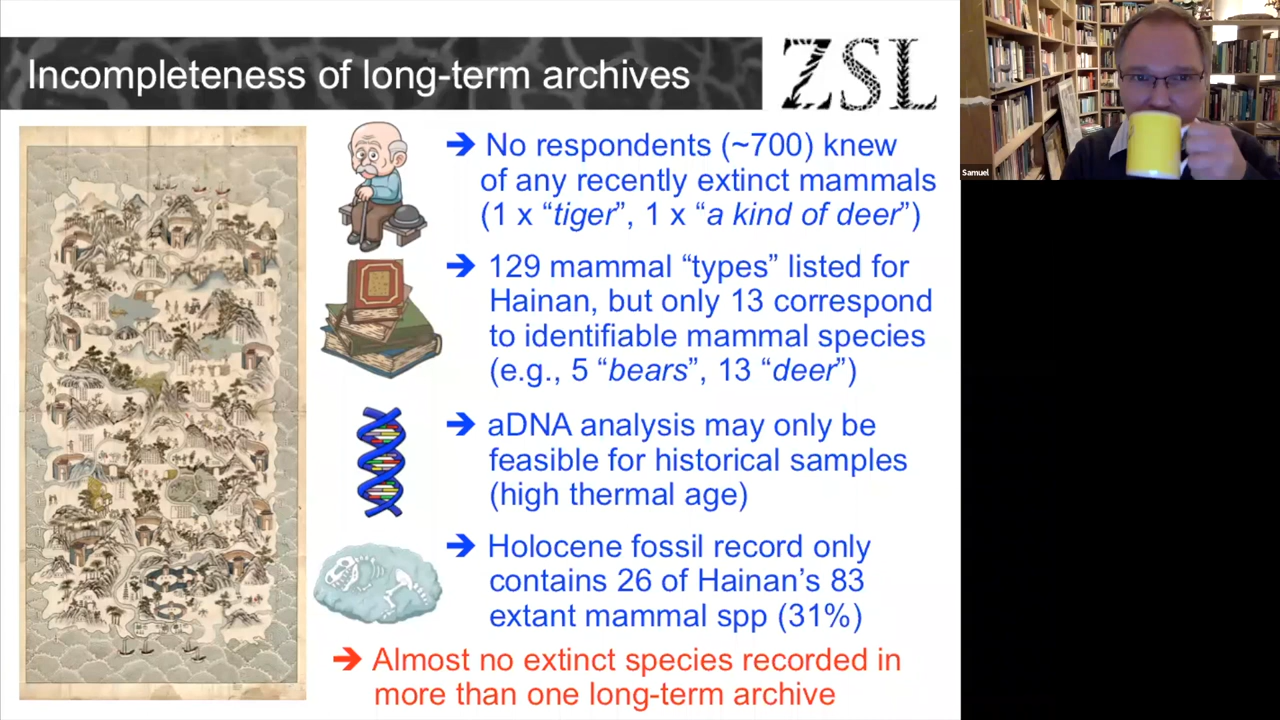 Incompleteness of long-term archives
ZSL
➔ No respondents (~700) knew
of any recently extinct mammals
(1 x “tiger”, 1 x “a kind of deer”)
➔ 129 mammal “types” listed for
Hainan, but only 13 correspond
to identifiable mammal species
(e.g., 5 “bears”, 13 “deer”)
➔ aDNA analysis may only be
feasible for historical samples
(high thermal age)
➔ Holocene fossil record only
contains 26 of Hainan’s 83
extant mammal spp (31%)
➔ Almost no extinct species recorded in
more than one long-term archive
Samuel